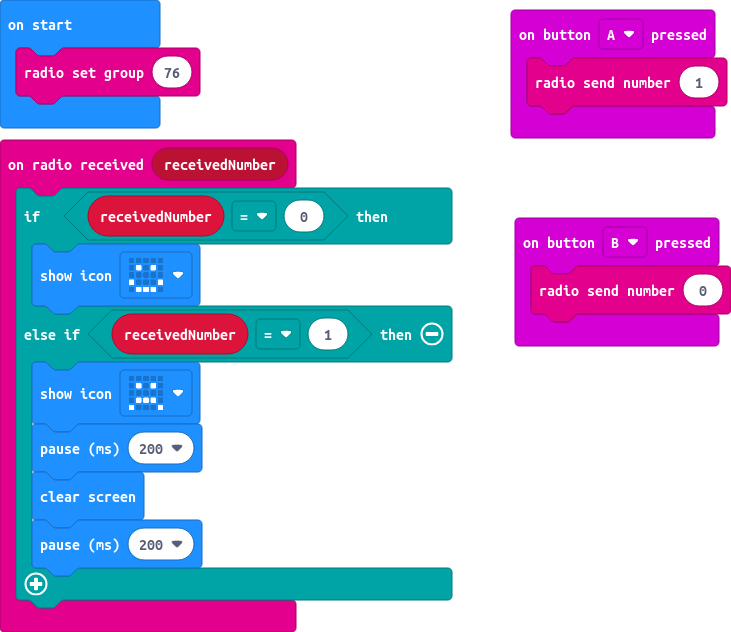 on start
radio set group 76
on radio received receivedNumber
if receivedNumber = 0 then
show icon
else if receivedNumber = 1 then
show icon
pause (ms) 200
clear screen
pause (ms) 200
on button A pressed
radio send number 1
on button B pressed
radio send number 0